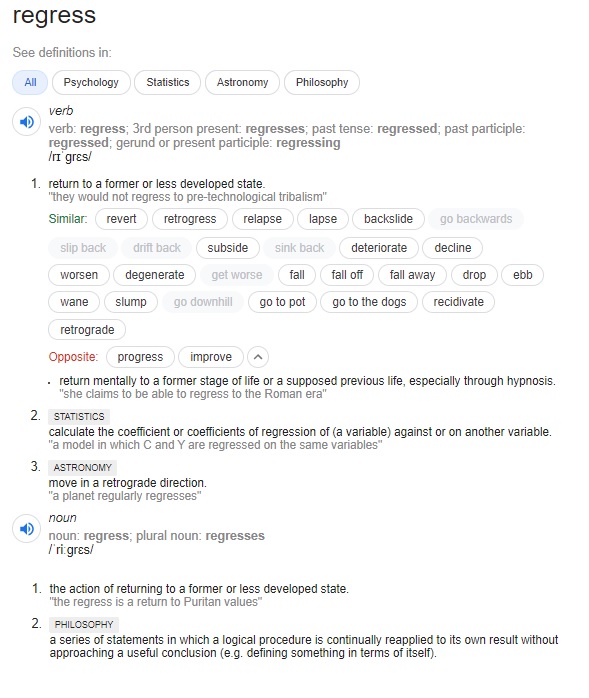 regress
See definitions in:
All Psychology Statistics Astronomy Philosophy
verb
verb: regress; 3rd person present: regresses; past tense: regressed; past participle:
regressed; gerund or present participle: regressing
/rɪˈɡrɛs/
1. return to a former or less developed state.
"they would not regress to pre-technological tribalism"
Similar: revert retrogress relapse lapse backslide go backwards
slip back drift back subside sink back deteriorate decline
worsen degenerate get worse fall fall off fall away drop ebb
wane slump go downhill go to pot go to the dogs recidivate
retrograde
Opposite: progress improve
• return mentally to a former stage of life or a supposed previous life, especially through hypnosis.
"she claims to be able to regress to the Roman era"
2. STATISTICS
calculate the coefficient or coefficients of regression of (a variable) against or on another variable.
"a model in which C and Y are regressed on the same variables"
3. ASTRONOMY
move in a retrograde direction.
"a planet regularly regresses"
noun
noun: regress; plural noun: regresses
/ˈriːɡrɛs/
1. the action of returning to a former or less developed state.
"the regress is a return to Puritan values"
2. PHILOSOPHY
a series of statements in which a logical procedure is continually reapplied to its own result without
approaching a useful conclusion (e.g. defining something in terms of itself).